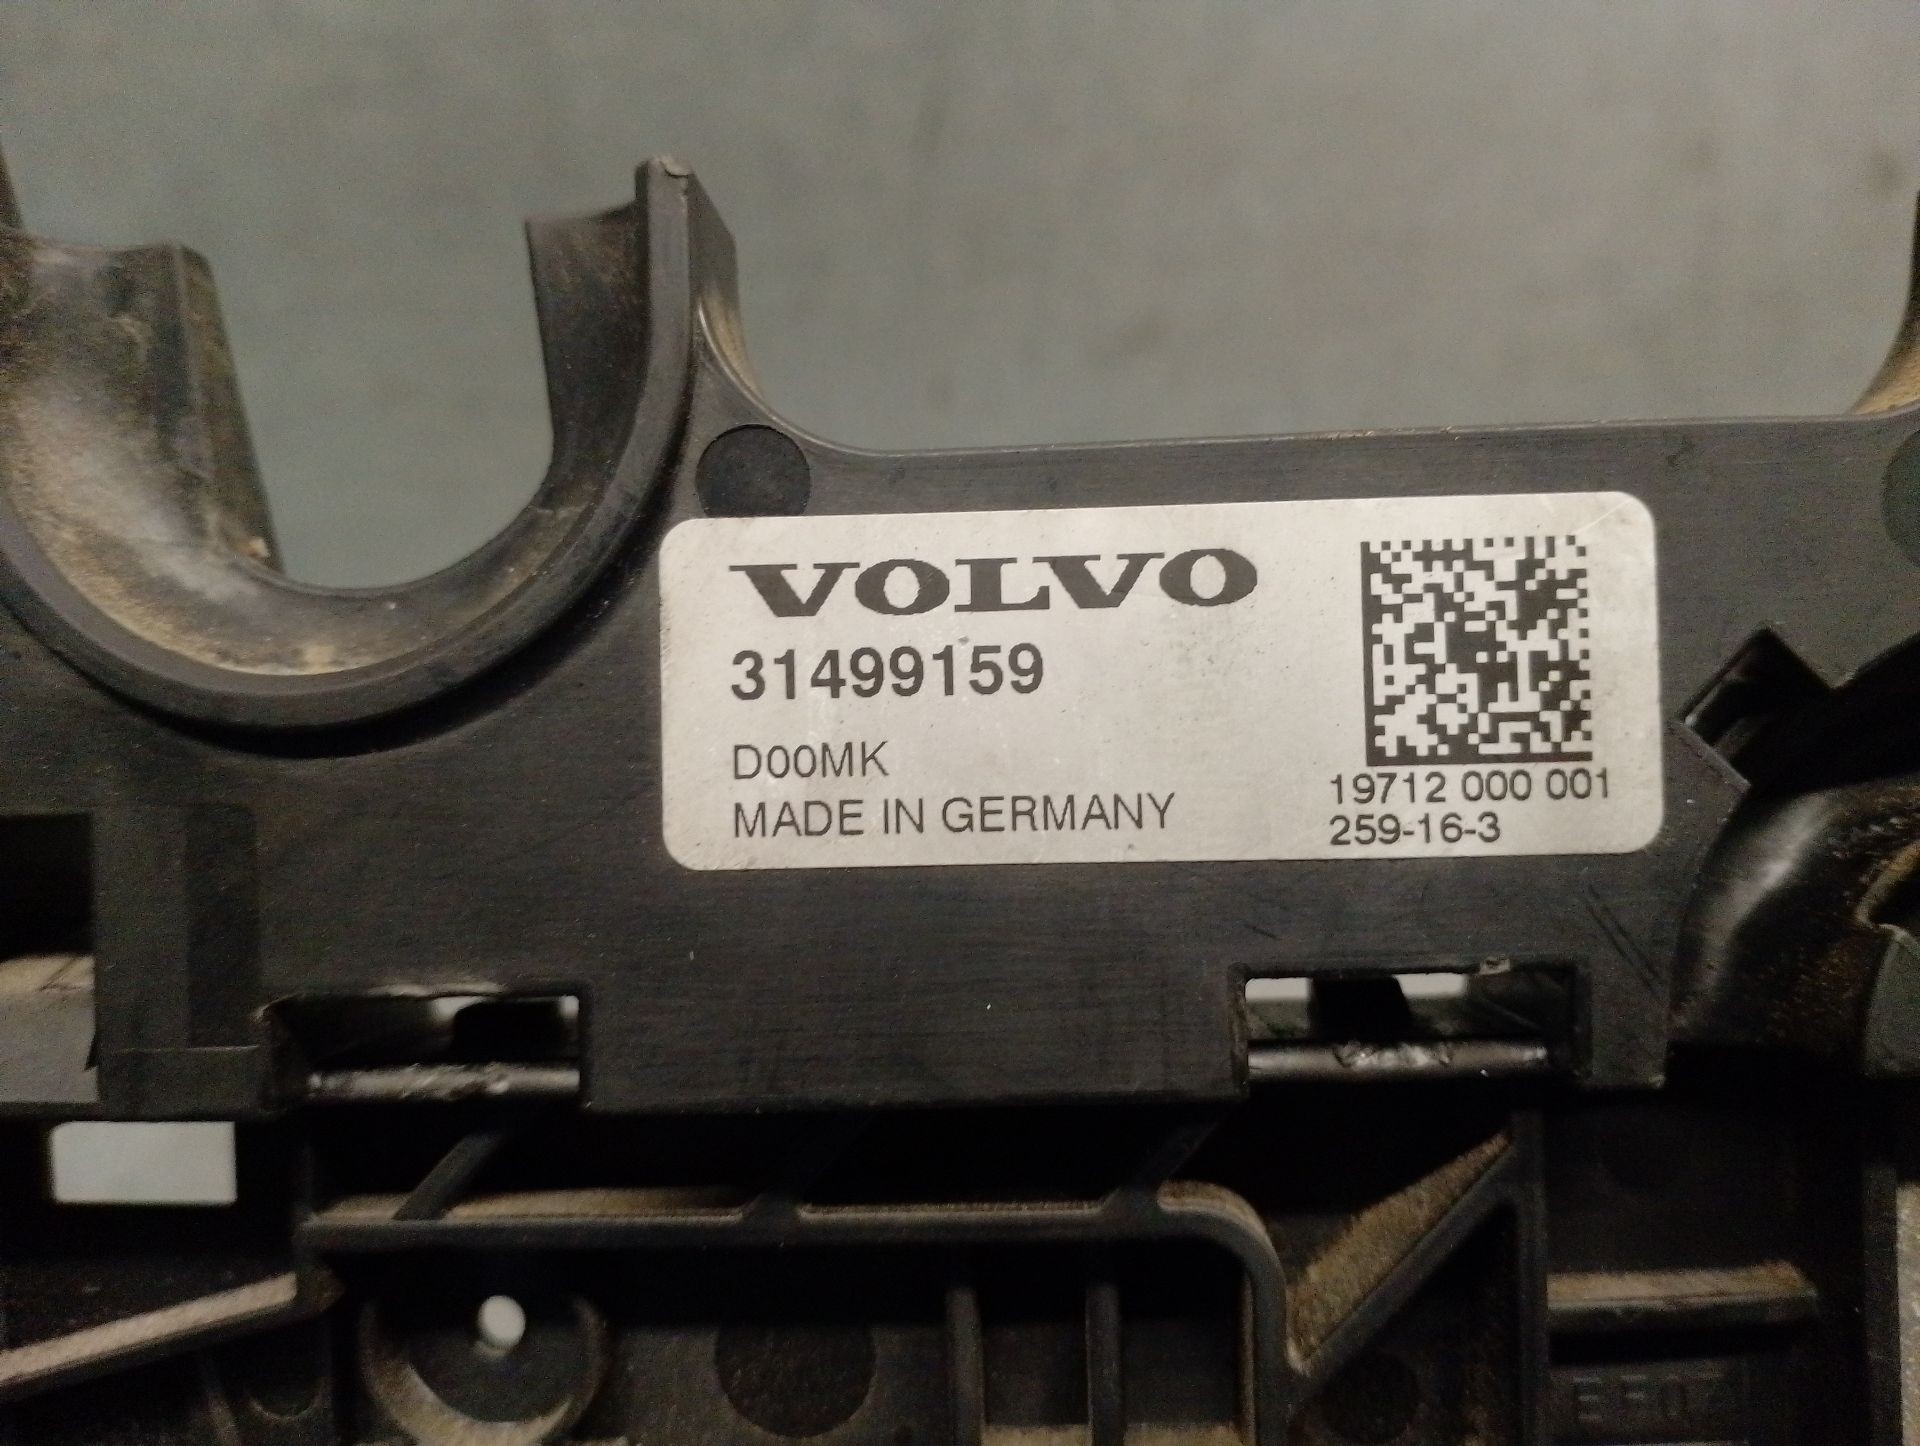 VOLVO
31499159
D00MK
MADE IN GERMANY
19712 000 001
259-16-3